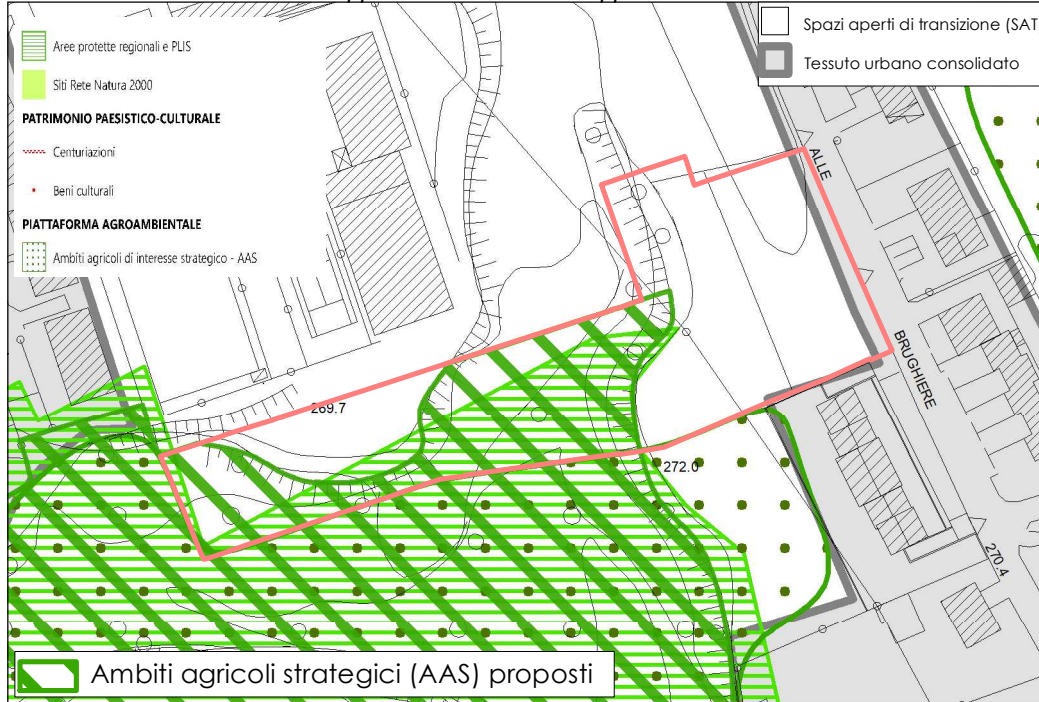 Aree protette regionali e PLIS
Siti Rete Natura 2000
PATRIMONIO PAESISTICO-CULTURALE
Centuriazioni
Beni culturali
PIATTAFORMA AGROAMBIENTALE
Ambiti agricoli di interesse strategico - AAS
Spazi aperti di transizione (SAT
Tessuto urbano consolidato
ALLE
BRUGHIERE
269.7
272.0
270.4
Ambiti agricoli strategici (AAS) proposti